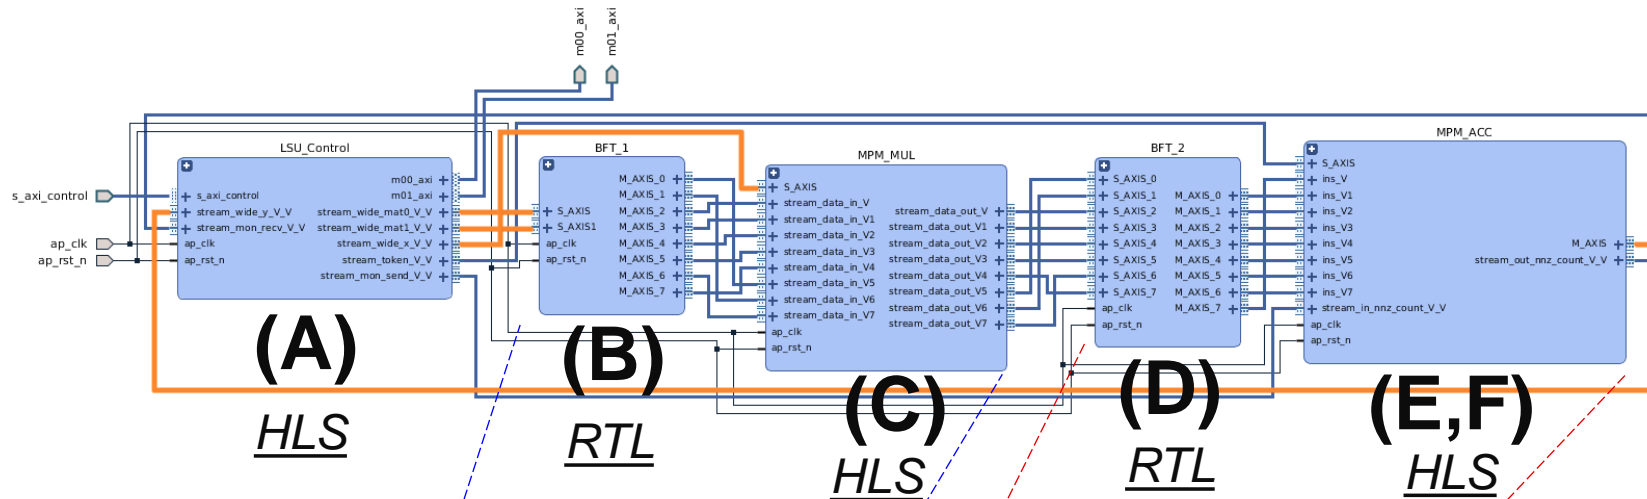 m00_axi
m01_axi
LSU_Control
m00_axi
m01_axi
s_axi_control
s_axi_control
stream_wide_y_V_V
stream_mon_recv_V_V
ap_clk
ap_clk
ap_rst_n
ap_rst_n
stream_wide_mat0_V_V
stream_wide_mat1_V_V
stream_wide_x_V_V
stream_token_V_V
stream_mon_send_V_V
(A)
HLS
BFT_1
S_AXIS
S_AXIS1
ap_clk
ap_rst_n
M_AXIS_0
M_AXIS_1
M_AXIS_2
M_AXIS_3
M_AXIS_4
M_AXIS_5
M_AXIS_6
M_AXIS_7
(B)
RTL
MPM_MUL
S_AXIS
stream_data_in_V
stream_data_in_V1
stream_data_in_V2
stream_data_in_V3
stream_data_in_V4
stream_data_in_V5
stream_data_in_V6
stream_data_in_V7
ap_clk
ap_rst_n
stream_data_out_V
stream_data_out_V1
stream_data_out_V2
stream_data_out_V3
stream_data_out_V4
stream_data_out_V5
stream_data_out_V6
stream_data_out_V7
(C)
HLS
BFT_2
S_AXIS_0
S_AXIS_1
S_AXIS_2
S_AXIS_3
S_AXIS_4
S_AXIS_5
S_AXIS_6
S_AXIS_7
ap_clk
ap_rst_n
M_AXIS_0
M_AXIS_1
M_AXIS_2
M_AXIS_3
M_AXIS_4
M_AXIS_5
M_AXIS_6
M_AXIS_7
(D)
RTL
MPM_ACC
S_AXIS
ins_V
ins_V1
ins_V2
ins_V3
ins_V4
ins_V5
ins_V6
ins_V7
stream_in_nnz_count_V_V
ap_clk
ap_rst_n
M_AXIS
stream_out_nnz_count_V_V
(E,F)
HLS